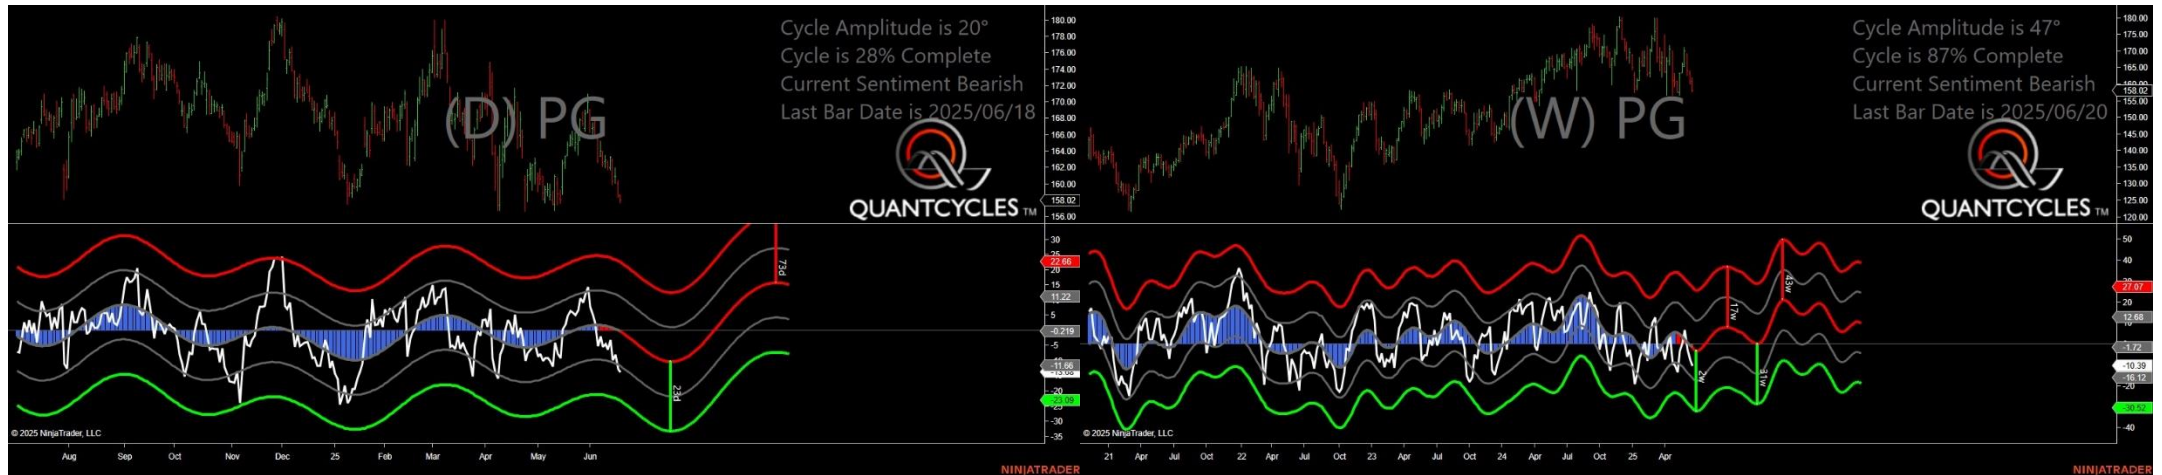 Cycle Amplitude is 20°
Cycle is 28% Complete
Current Sentiment Bearish
Last Bar Date is 2025/06/18
(D) PG
QUANTCYCLES TM
180.00
178.00
176.00
174.00
172.00
170.00
168.00
166.00
164.00
162.00
160.00
158.02
156.00
30
22.66
20
15
11.22
5
-0.219
-5
-11.66
-20
-23.09
-30
-35
73d
23d
© 2025 NinjaTrader, LLC
Aug Sep Oct Nov Dec 25 Feb Mar Apr May Jun
NINJATRADER
Cycle Amplitude is 47°
Cycle is 87% Complete
Current Sentiment Bearish
Last Bar Date is 2025/06/20
(W) PG
QUANTCYCLES TM
180.00
175.00
170.00
165.00
158.02
155.00
150.00
145.00
140.00
135.00
130.00
125.00
120.00
50
40
27.07
20
12.68
-1.72
-10.39
-16.12
-30.52
-40
17w
43w
2w
© 2025 NinjaTrader, LLC
21 Apr Jul Oct 22 Apr Jul Oct 23 Apr Jul Oct 24 Apr Jul Oct 25 Apr
NINJATRADER